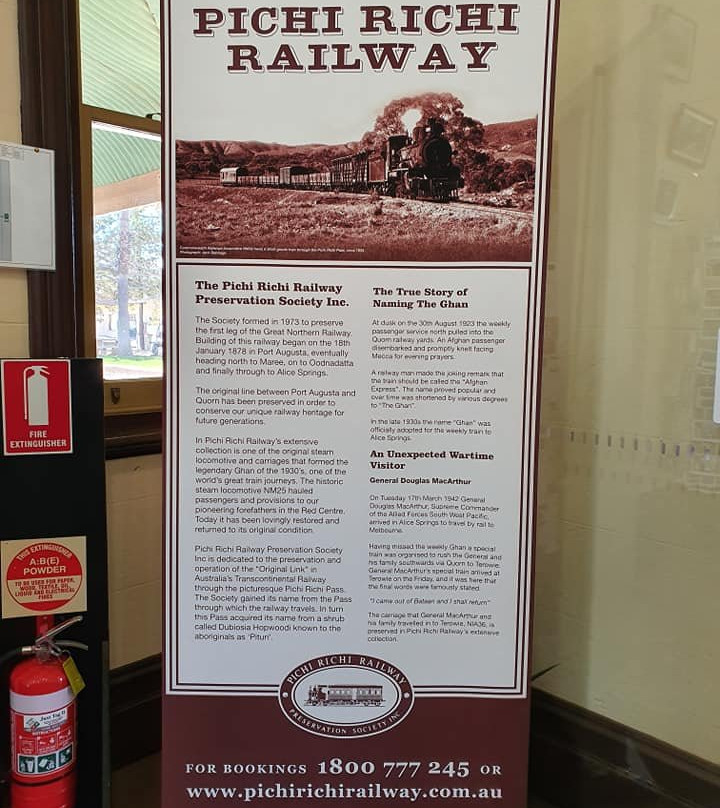 PICHI RICHI
RAILWAY
The Pichi Richi Railway
Preservation Society Inc.
The Society formed in 1973 to preserve
the first leg of the Great Northern Railway.
Building of this railway began on the 18th
January 1878 in Port Augusta, eventually
heading north to Maree, on to Oodnadatta
and finally through to Alice Springs.
The original line between Port Augusta and
Quorn has been preserved in order to
conserve our unique railway heritage for
future generations.
In Pichi Richi Railway's extensive
collection is one of the original steam
locomotive and carriages that formed the
legendary Ghan of the 1930's, one of the
world's great train journeys. The historic
steam locomotive NM25 hauled
passengers and provisions to our
pioneering forefathers in the Red Centre.
Today it has been lovingly restored and
returned to its original condition.
Pichi Richi Railway Preservation Society
Inc is dedicated to the preservation and
operation of the "Original Link" in
Australia's Transcontinental Railway
through the picturesque Pichi Richi Pass.
The Society gained its name from the Pass
through which the railway travels. In turn
this Pass acquired its name from a shrub
called Dubiosia Hopwoodi known to the
aboriginals as 'Pituri'.
The True Story of
Naming The Ghan
At dusk on the 30th August 1923 the weekly
passenger service north pulled into the
Quorn railway yards. An Afghan passenger
disembarked and promptly knelt facing
Mecca for evening prayers.
A railway man made the joking remark that
the train should be called the "Afghan
Express". The name proved popular and
over time was shortened by various degrees
to "The Ghan".
In the late 1930s the name "Ghan" was
officially adopted for the weekly train to
Alice Springs.
An Unexpected Wartime
Visitor
General Douglas MacArthur
On Tuesday 17th March 1942 General
Douglas MacArthur, Supreme Commander
of the Allied Forces South West Pacific,
arrived in Alice Springs to travel by rail to
Melbourne.
Having missed the weekly Ghan a special
train was organised to rush the General and
his family southwards via Quorn to Terowie.
General MacArthur's special train arrived at
Terowie on the Friday, and it was here that
the final words were famously stated:
"I came out of Bataan and I shall return"
The carriage that General MacArthur and
his family travelled in to Terowie, NIA36, is
preserved in Pichi Richi Railway's extensive
collection.
PICHI RICHI RAILWAY
PRESERVATION SOCIETY INC.
FOR BOOKINGS 1800 777 245 OR
www.pichirichirailway.com.au
FIRE
EXTINGUISHER
THIS EXTINGUISHER
A:B(E)
POWDER
TO BE USED FOR PAPER,
WOOD, TEXTILE, OIL,
LIQUID AND ELECTRICAL
FIRES